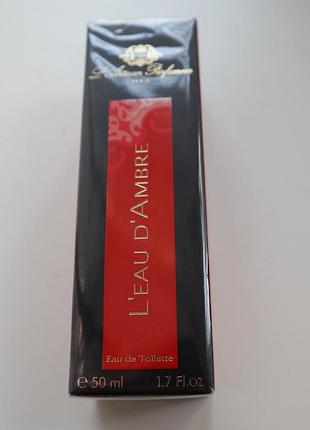 L'Artisan Parfumeur
PARIS
L'EAU D'AMBRE
Eau de Toilette
e 50 ml 1.7 Fl.oz